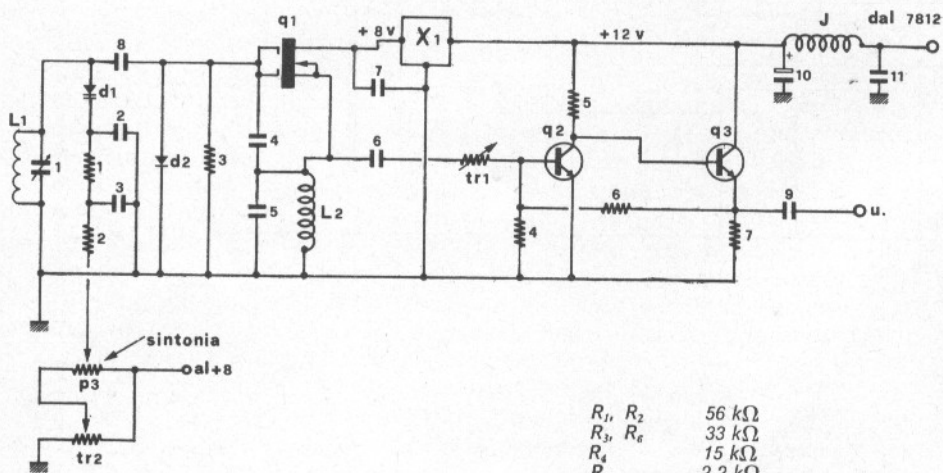 q1
+ 8 v
X1
+12 v
J
dal 7812
8
d1
L1
1
2
1
3
2
d2
3
4
5
L2
7
6
tr1
5
q2
q3
4
6
7
9
u.
+
10
11
sintonia
p3
al+8
tr2
R1, R2 56 kΩ
R3, R6 33 kΩ
R4 15 kΩ